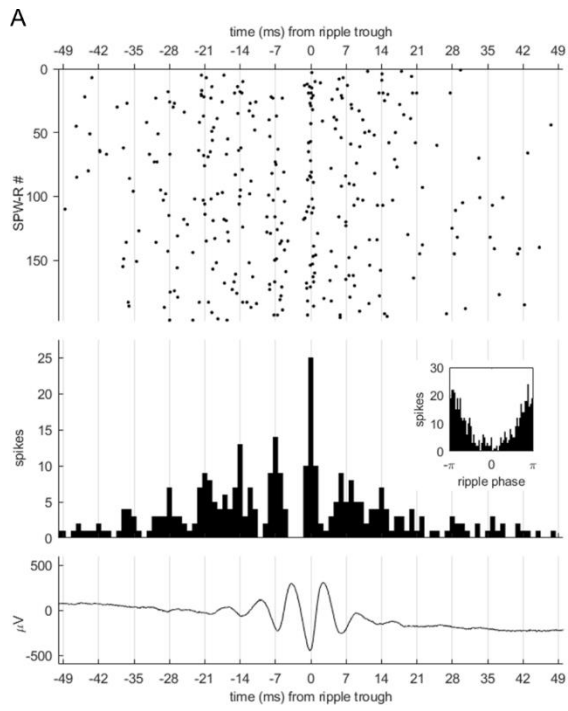 A
time (ms) from ripple trough
-49 -42 -35 -28 -21 -14 -7 0 7 14 21 28 35 42 49
0
50
100
150
SPW-R #
25
20
15
10
5
0
spikes
30
20
10
0
spikes
-π 0 π
ripple phase
500
0
-500
μV
-49 -42 -35 -28 -21 -14 -7 0 7 14 21 28 35 42 49
time (ms) from ripple trough